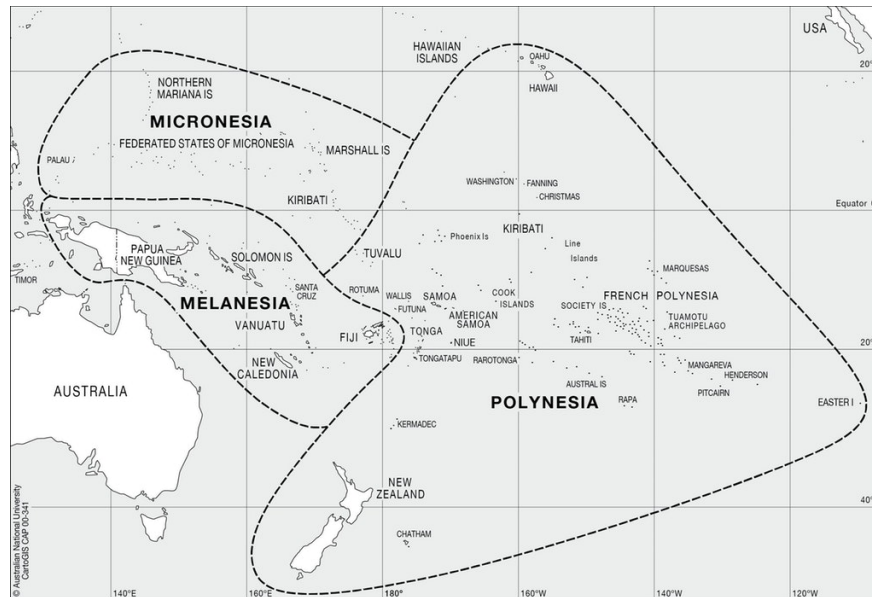 USA
HAWAIIAN
ISLANDS
OAHU
HAWAII
20°
NORTHERN
MARIANA IS
MICRONESIA
FEDERATED STATES OF MICRONESIA
MARSHALL IS
PALAU
WASHINGTON
FANNING
CHRISTMAS
KIRIBATI
Equator
KIRIBATI
Phoenix Is
Line
Islands
PAPUA
NEW GUINEA
SOLOMON IS
TUVALU
MARQUESAS
TIMOR
SANTA
CRUZ
ROTUMA
WALLIS
FUTUNA
SAMOA
COOK
ISLANDS
FRENCH POLYNESIA
SOCIETY IS
MELANESIA
VANUATU
AMERICAN
SAMOA
TUAMOTU
ARCHIPELAGO
FIJI
TONGA
NIUE
TAHITI
20°
NEW
CALEDONIA
TONGATAPU
RAROTONGA
MANGAREVA
HENDERSON
AUSTRALIA
AUSTRAL IS
PITCAIRN
POLYNESIA
RAPA
EASTER I
KERMADEC
NEW
ZEALAND
40°
CHATHAM
© Australian National University
CartoGIS CAP 00-341
140°E
160°E
180°E
160°W
140°W
120°W